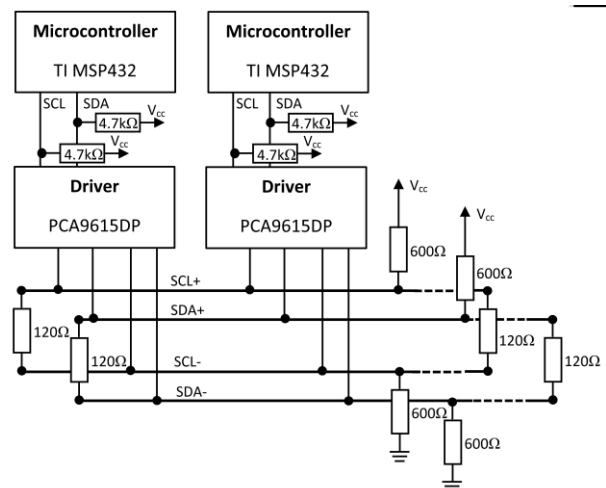 Microcontroller Microcontroller
TI MSP432 TI MSP432
SCL SDA SCL SDA
4.7kΩ Vcc 4.7kΩ Vcc
4.7kΩ Vcc 4.7kΩ Vcc
Driver Driver
PCA9615DP PCA9615DP
Vcc
Vcc
600Ω
600Ω
SCL+
SDA+
120Ω
120Ω
120Ω
120Ω
SCL-
SDA-
600Ω
600Ω